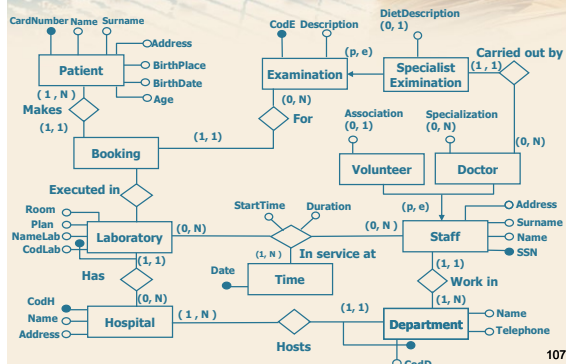 DietDescription
(0, 1)
CardNumber Name Surname
CodE Description
Address
(p, e)
Carried out by
Patient
BirthPlace
BirthDate
Age
Examination
Specialist
Eximination
(1, 1)
(1, N)
Makes
(1, 1)
(0, N)
For
Association
(0, 1)
Specialization
(0, N)
(0, N)
(1, 1)
Booking
Volunteer
Doctor
Executed in
StartTime
Duration
(p, e)
Address
Room
Plan
NameLab
CodLab
Laboratory
(0, N)
(0, N)
Staff
Surname
Name
SSN
(1, N)
In service at
(1, 1)
Has
Date
Time
(1, 1)
Work in
(0, N)
(1, N)
CodH
Name
Address
Hospital
(1, N)
(1, 1)
Department
Name
Telephone
Hosts
CodD
107